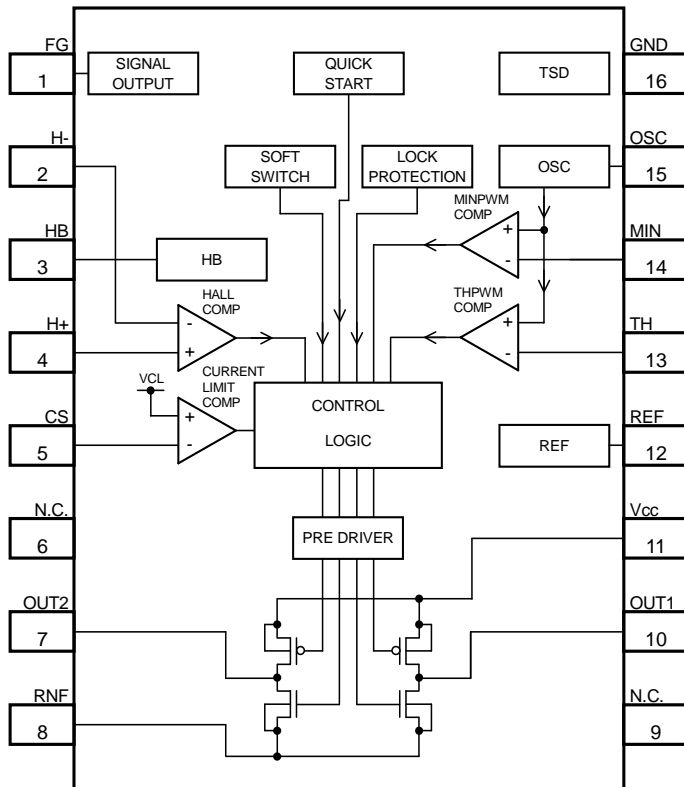 FG
1
SIGNAL
OUTPUT
QUICK
START
TSD
GND
16
H-
2
SOFT
SWITCH
LOCK
PROTECTION
OSC
OSC
15
MINPWM
COMP
+
-
HB
3
HB
MIN
14
HALL
COMP
-
+
THPWM
COMP
+
-
H+
4
TH
13
VCL
CURRENT
LIMIT
COMP
+
-
CONTROL
LOGIC
CS
5
REF
REF
12
N.C.
6
PRE DRIVER
Vcc
11
OUT2
7
OUT1
10
RNF
8
N.C.
9